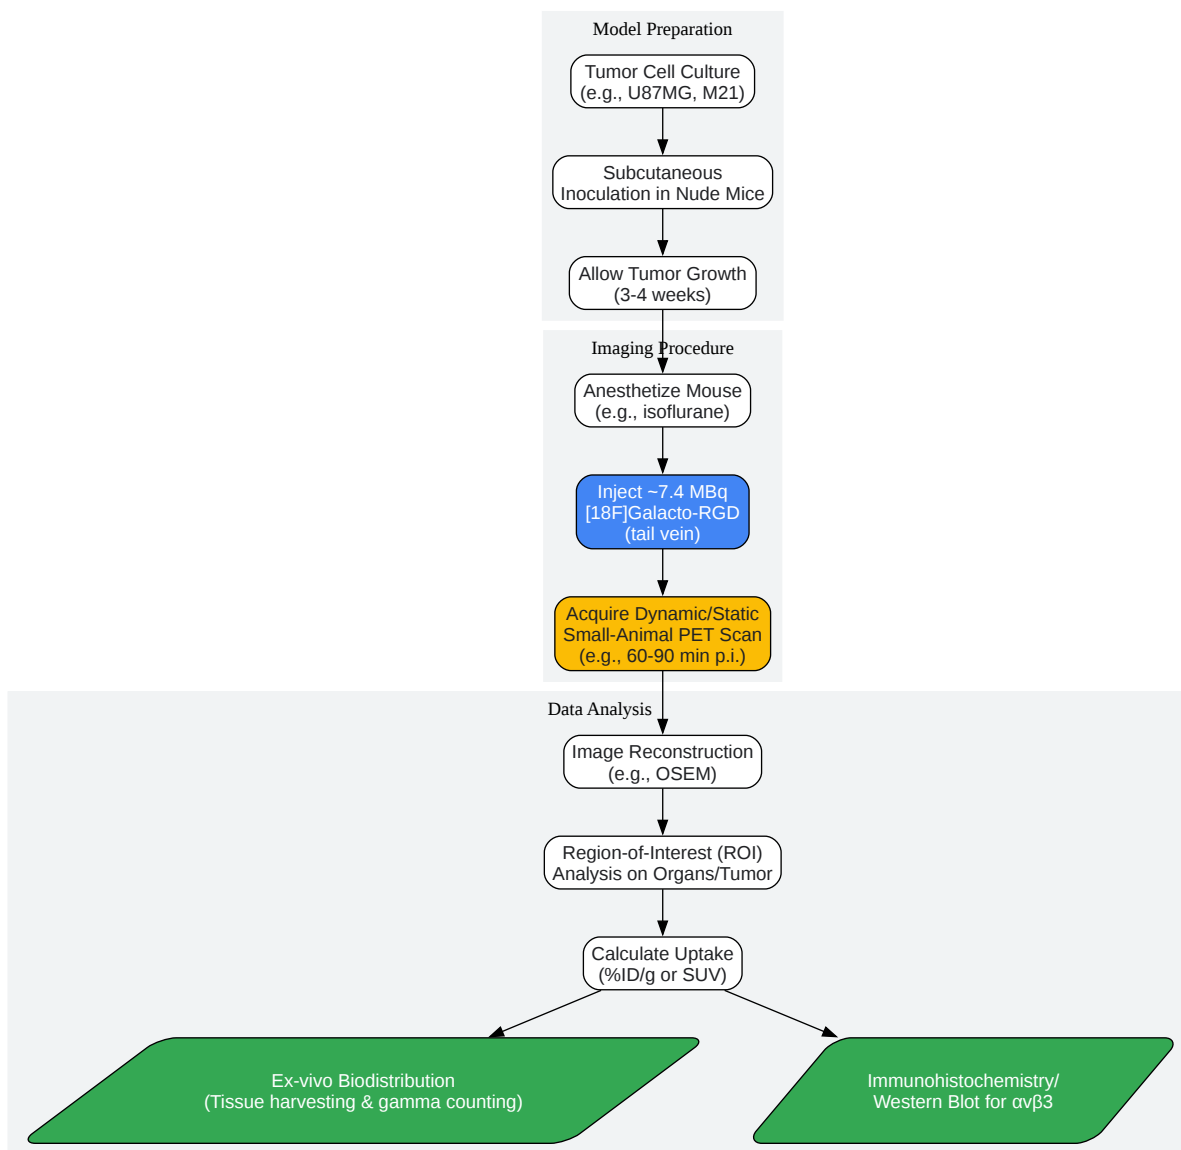 Model Preparation
Tumor Cell Culture
(e.g., U87MG, M21)
Subcutaneous
Inoculation in Nude Mice
Allow Tumor Growth
(3-4 weeks)
Imaging Procedure
Anesthetize Mouse
(e.g., isoflurane)
Inject ~7.4 MBq
[18F]Galacto-RGD
(tail vein)
Acquire Dynamic/Static
Small-Animal PET Scan
(e.g., 60-90 min p.i.)
Data Analysis
Image Reconstruction
(e.g., OSEM)
Region-of-Interest (ROI)
Analysis on Organs/Tumor
Calculate Uptake
(%ID/g or SUV)
Ex-vivo Biodistribution
(Tissue harvesting & gamma counting)
Immunohistochemistry/
Western Blot for αvβ3